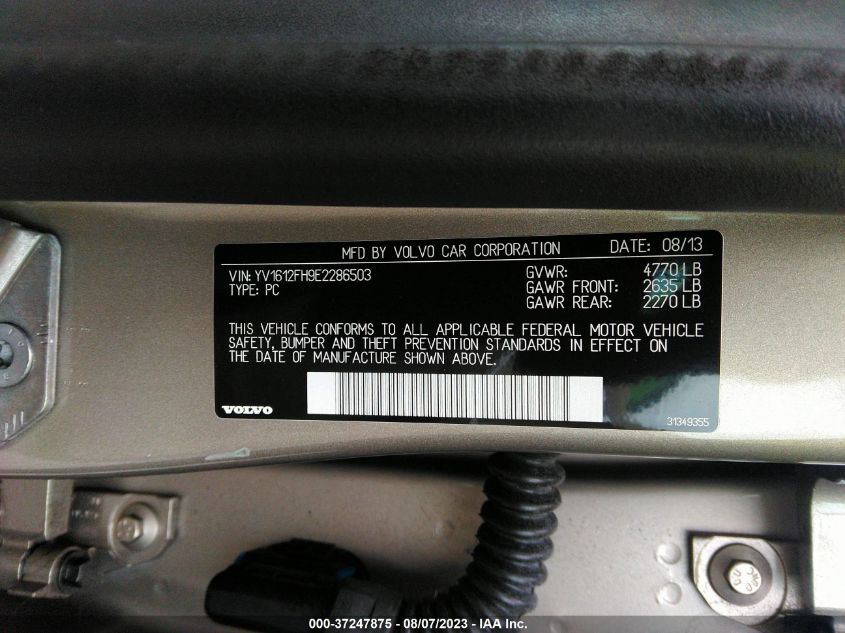 MFD BY VOLVO CAR CORPORATION DATE: 08/13
VIN: YV1612FH9E2286503
TYPE: PC
GVWR: 4770 LB
GAWR FRONT: 2635 LB
GAWR REAR: 2270 LB
THIS VEHICLE CONFORMS TO ALL APPLICABLE FEDERAL MOTOR VEHICLE
SAFETY, BUMPER AND THEFT PREVENTION STANDARDS IN EFFECT ON
THE DATE OF MANUFACTURE SHOWN ABOVE.
VOLVO
31349355
000-37247875 - 08/07/2023 - IAA Inc.